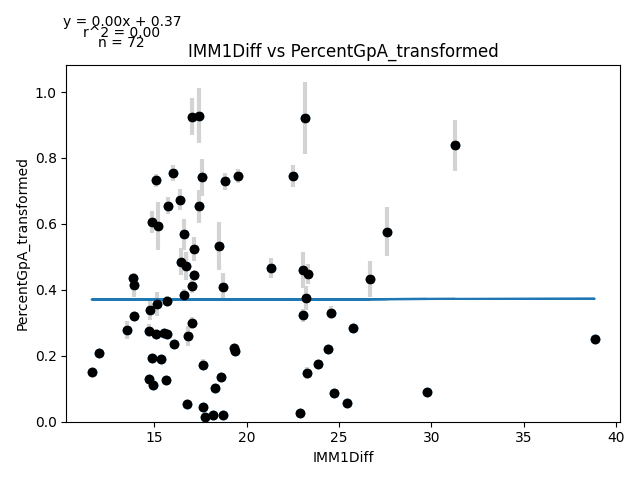 y = 0.00x + 0.37
r^2 = 0.00
n = 72
IMM1Diff vs PercentGpA_transformed
1.0
0.8
0.6
0.4
0.2
0.0
PercentGpA_transformed
15 20 25 30 35 40
IMM1Diff